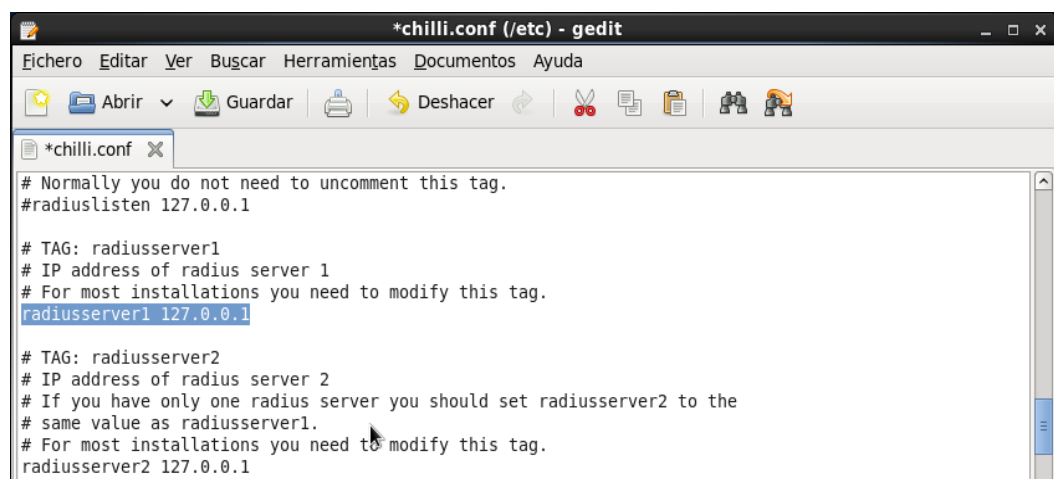 *chilli.conf (/etc) - gedit
Fichero Editar Ver Buscar Herramientas Documentos Ayuda
Abrir Guardar Deshacer
*chilli.conf
# Normally you do not need to uncomment this tag.
#radiuslisten 127.0.0.1
# TAG: radiusserver1
# IP address of radius server 1
# For most installations you need to modify this tag.
radiusserver1 127.0.0.1
# TAG: radiusserver2
# IP address of radius server 2
# If you have only one radius server you should set radiusserver2 to the
# same value as radiusserver1.
# For most installations you need to modify this tag.
radiusserver2 127.0.0.1